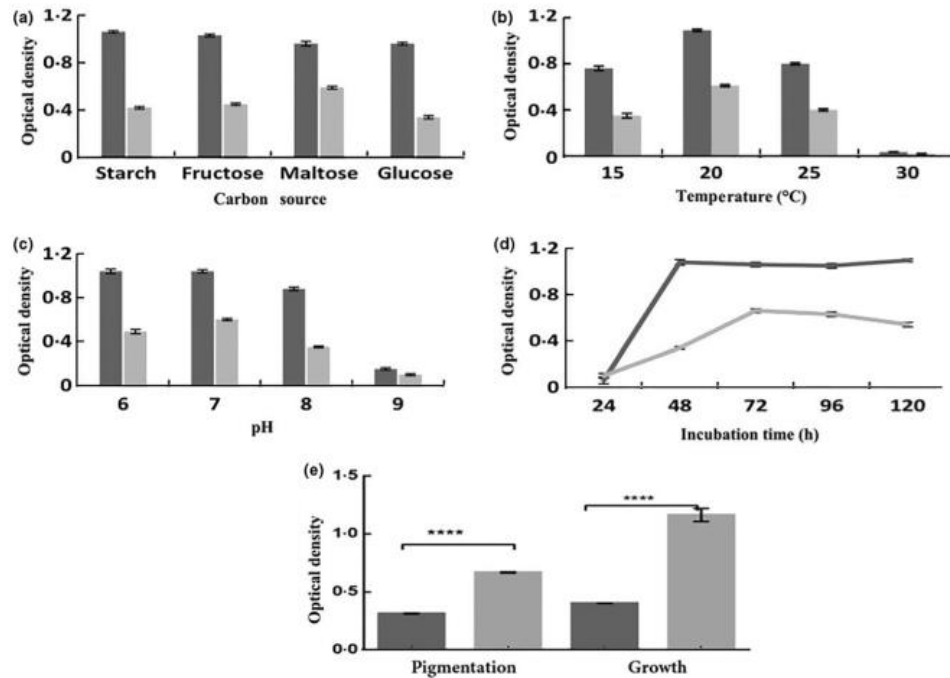 (a)
1·2
0·8
0·4
0
Optical density
Starch Fructose Maltose Glucose
Carbon source
(b)
1·2
0·8
0·4
0
Optical density
15 20 25 30
Temperature (°C)
(c)
1·2
0·8
0·4
0
Optical density
6 7 8 9
pH
(d)
1·2
0·8
0·4
0
Optical density
24 48 72 96 120
Incubation time (h)
(e)
1·5
1·0
0·5
0·0
Optical density
**** ****
Pigmentation Growth